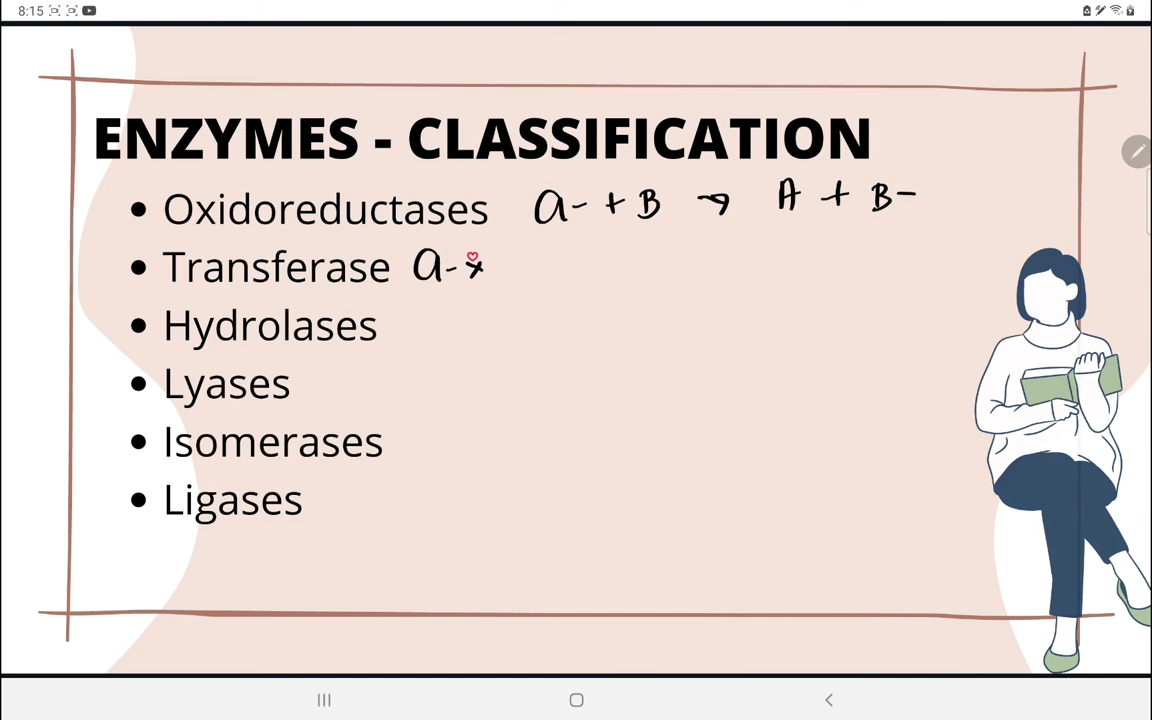 8:15
ENZYMES - CLASSIFICATION
• Oxidoreductases a- + B → A + B-
• Transferase a-x
• Hydrolases
• Lyases
• Isomerases
• Ligases